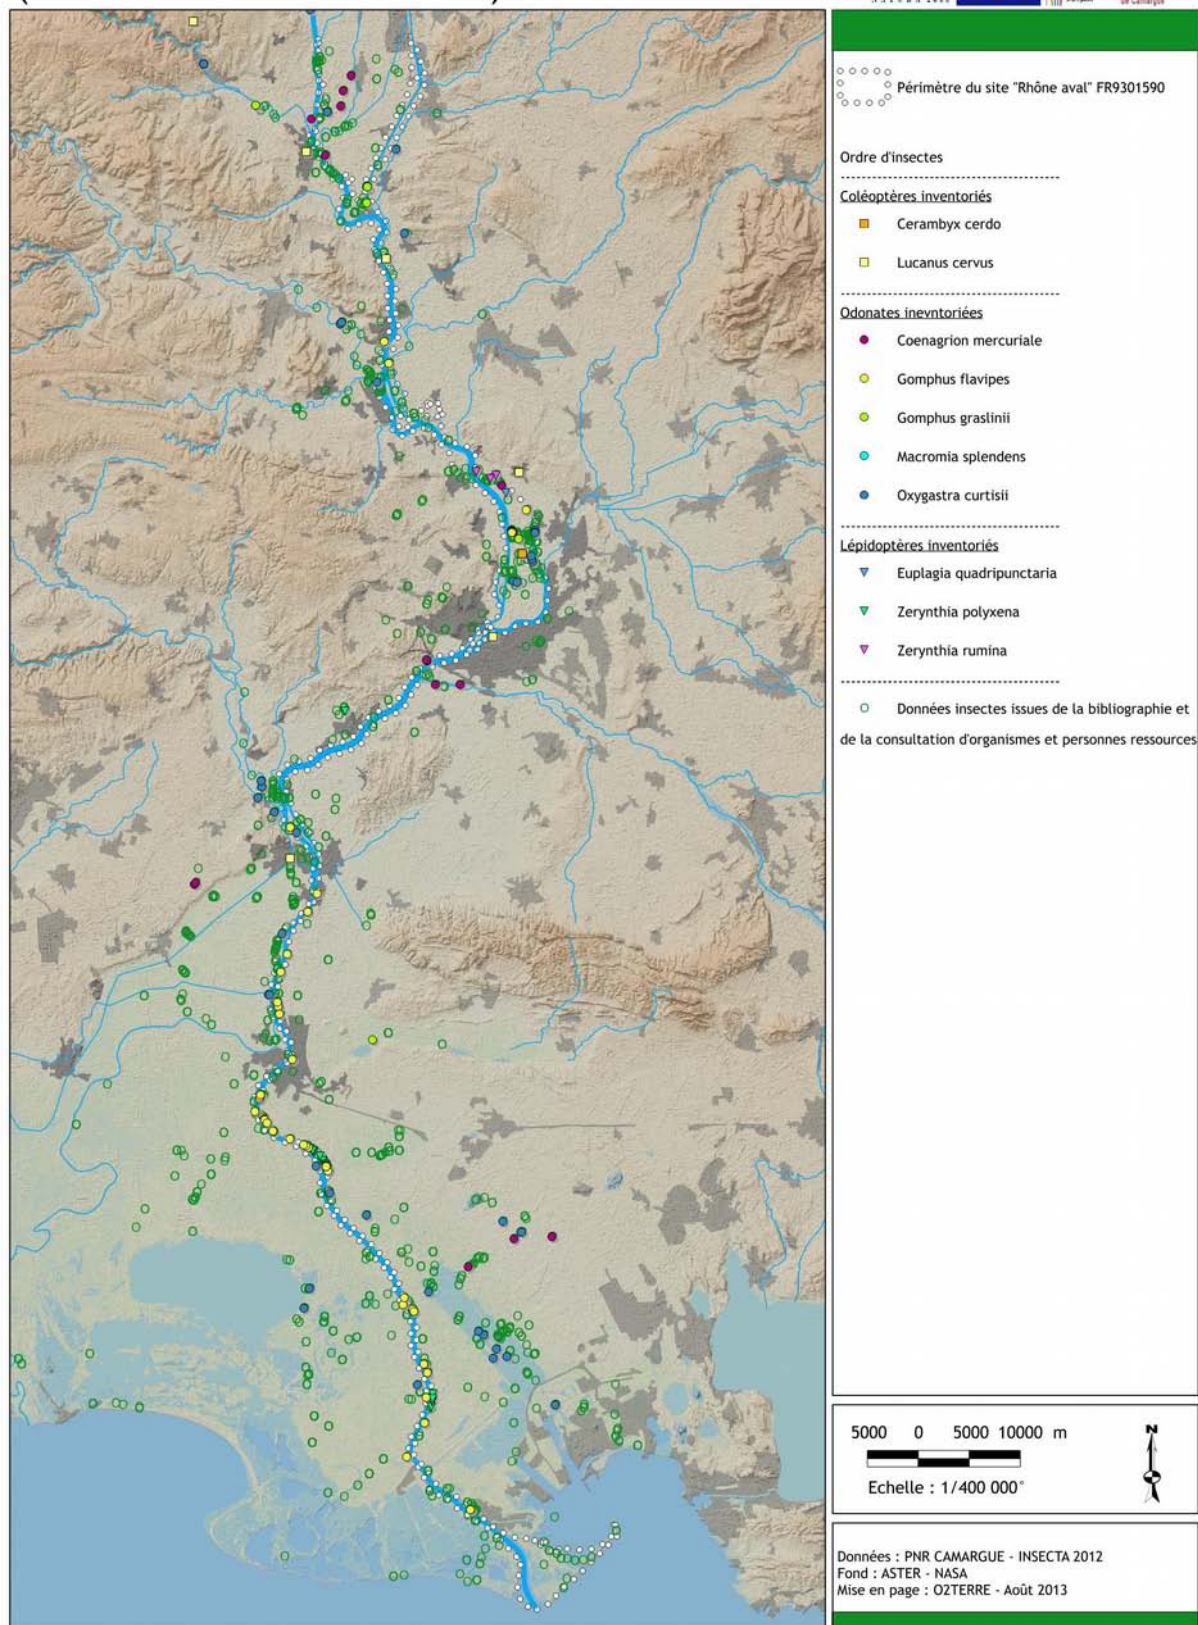 de Camargue
Périmètre du site "Rhône aval" FR9301590
Ordre d'insectes
Coléoptères inventoriés
Cerambyx cerdo
Lucanus cervus
Odonates inevntoriées
Coenagrion mercuriale
Gomphus flavipes
Gomphus graslinii
Macromia splendens
Oxygastra curtisii
Lépidoptères inventoriés
Euplagia quadripunctaria
Zerynthia polyxena
Zerynthia rumina
Données insectes issues de la bibliographie et
de la consultation d'organismes et personnes ressources
5000 0 5000 10000 m
N
Echelle : 1/400 000°
Données : PNR CAMARGUE - INSECTA 2012
Fond : ASTER - NASA
Mise en page : O2TERRE - Août 2013